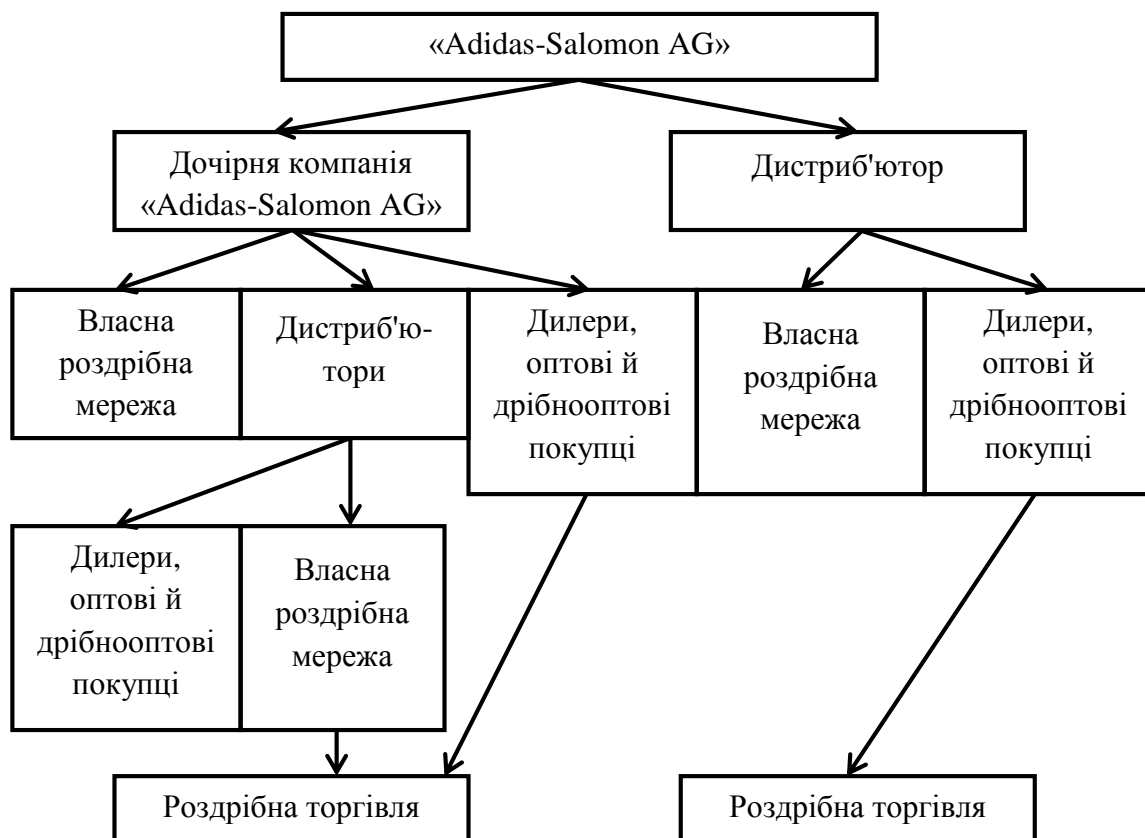 «Adidas-Salomon AG»
Дочірня компанія
«Adidas-Salomon AG»
Дистриб'ютор
Власна
роздрібна
мережа
Дистриб'ю-
тори
Дилери,
оптові й
дрібнооптові
покупці
Власна
роздрібна
мережа
Дилери,
оптові й
дрібнооптові
покупці
Дилери,
оптові й
дрібнооптові
покупці
Власна
роздрібна
мережа
Роздрібна торгівля
Роздрібна торгівля